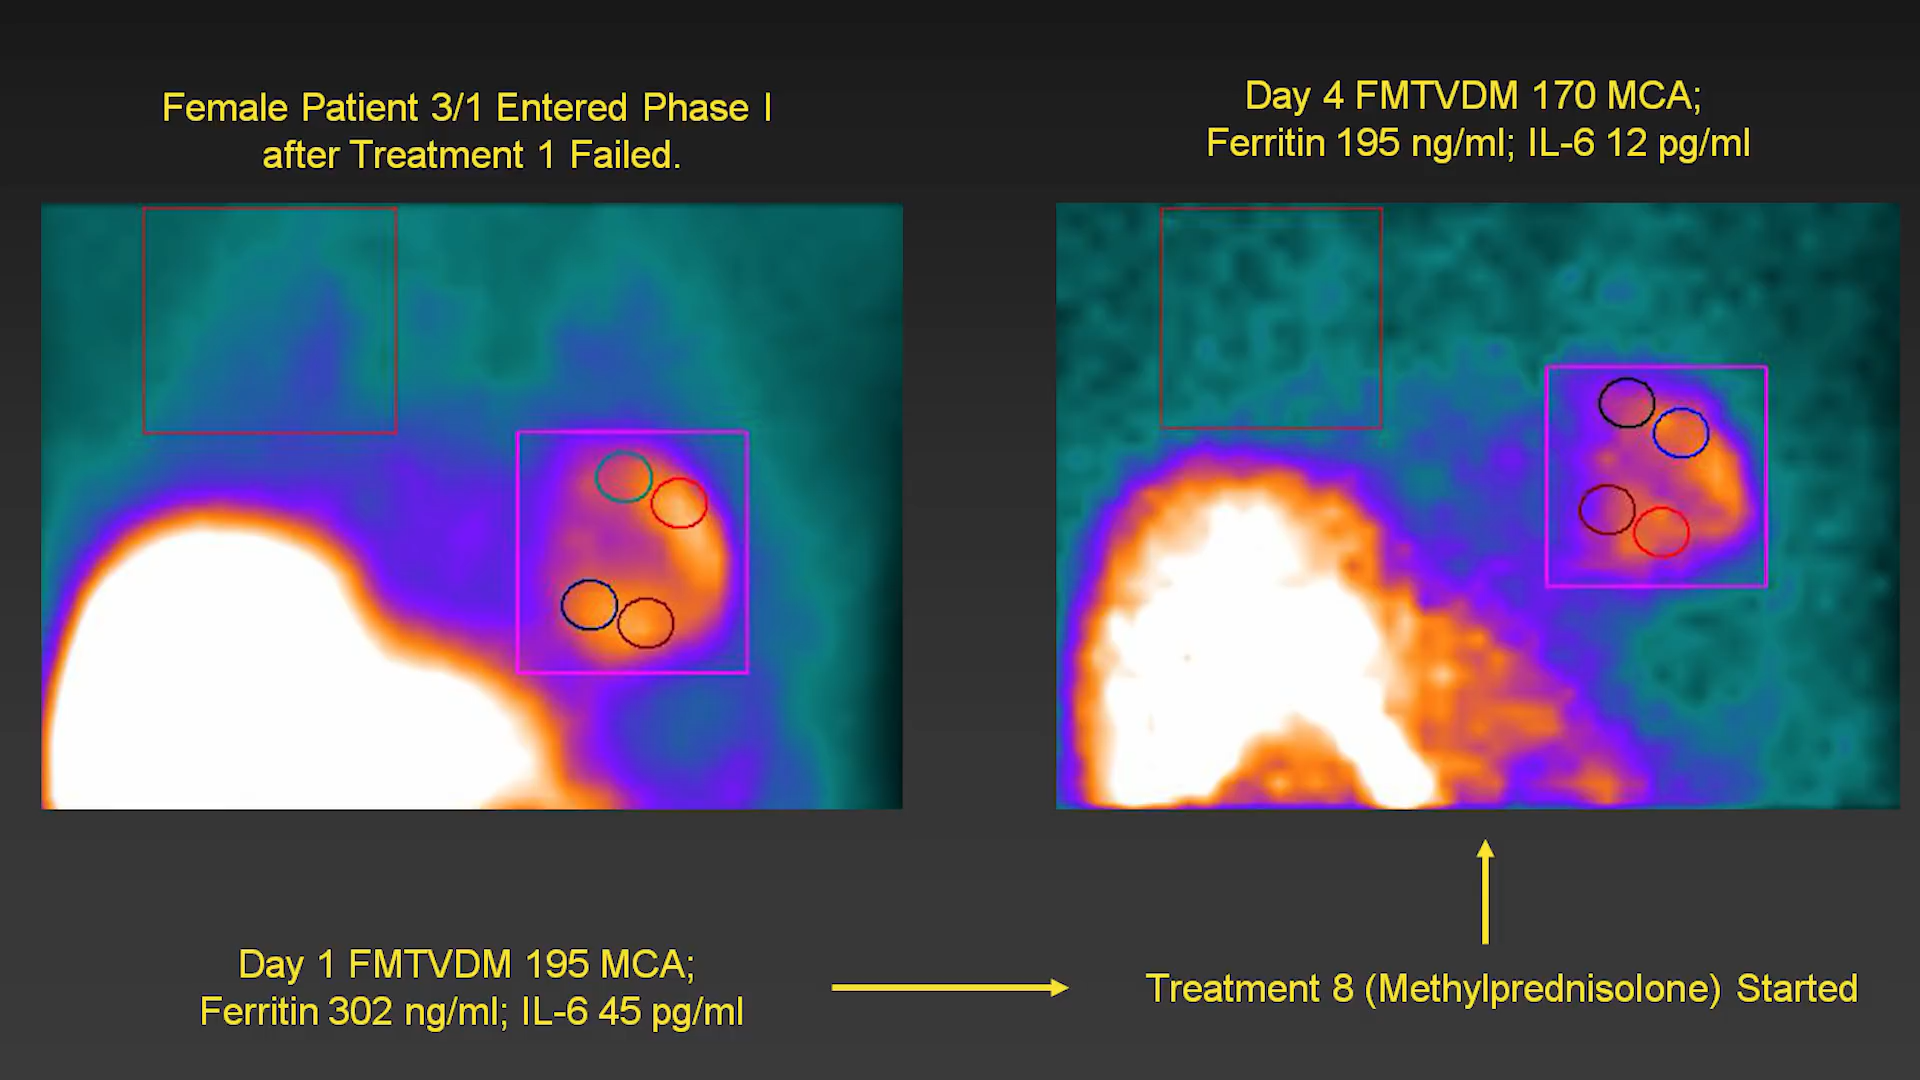 Female Patient 3/1 Entered Phase I
after Treatment 1 Failed.
Day 4 FMTVDM 170 MCA;
Ferritin 195 ng/ml; IL-6 12 pg/ml
Day 1 FMTVDM 195 MCA;
Ferritin 302 ng/ml; IL-6 45 pg/ml
Treatment 8 (Methylprednisolone) Started